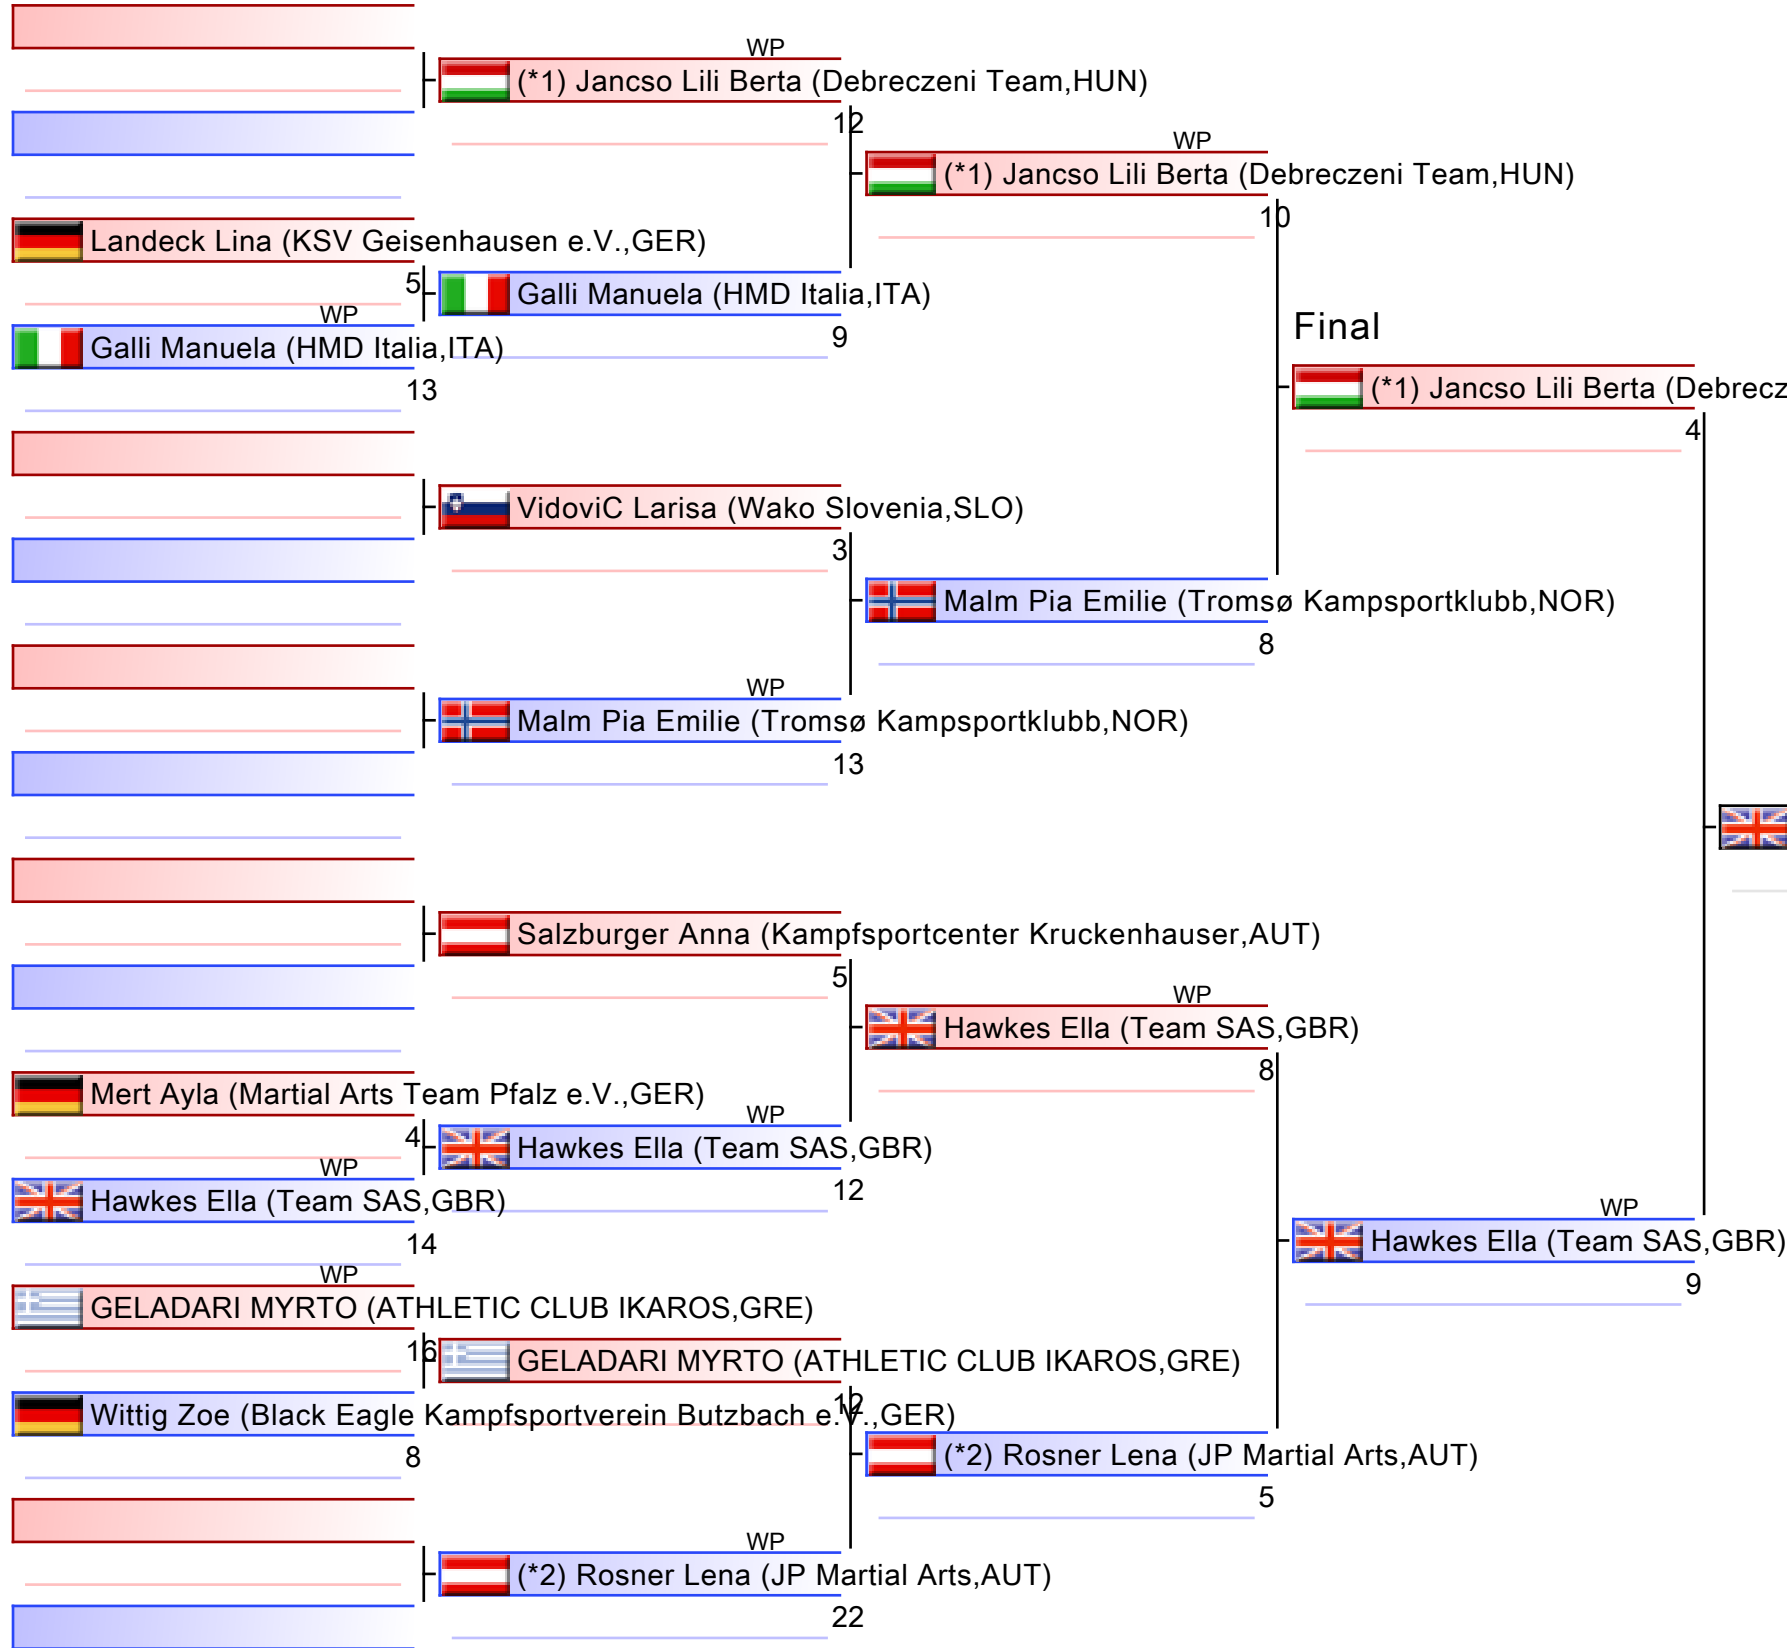 WP
(*1) Jancso Lili Berta (Debreczeni Team,HUN)
12
WP
(*1) Jancso Lili Berta (Debreczeni Team,HUN)
10
Landeck Lina (KSV Geisenhausen e.V.,GER)
5
Galli Manuela (HMD Italia,ITA)
9
WP
Galli Manuela (HMD Italia,ITA)
13
Final
(*1) Jancso Lili Berta (Debrecz
4
VidoviC Larisa (Wako Slovenia,SLO)
3
Malm Pia Emilie (Tromsø Kampsportklubb,NOR)
8
WP
Malm Pia Emilie (Tromsø Kampsportklubb,NOR)
13
Salzburger Anna (Kampfsportcenter Kruckenhauser,AUT)
5
WP
Hawkes Ella (Team SAS,GBR)
8
Mert Ayla (Martial Arts Team Pfalz e.V.,GER)
4
WP
Hawkes Ella (Team SAS,GBR)
12
WP
Hawkes Ella (Team SAS,GBR)
14
WP
Hawkes Ella (Team SAS,GBR)
9
WP
GELADARI MYRTO (ATHLETIC CLUB IKAROS,GRE)
16
GELADARI MYRTO (ATHLETIC CLUB IKAROS,GRE)
12
Wittig Zoe (Black Eagle Kampfsportverein Butzbach e.V.,GER)
8
(*2) Rosner Lena (JP Martial Arts,AUT)
5
WP
(*2) Rosner Lena (JP Martial Arts,AUT)
22